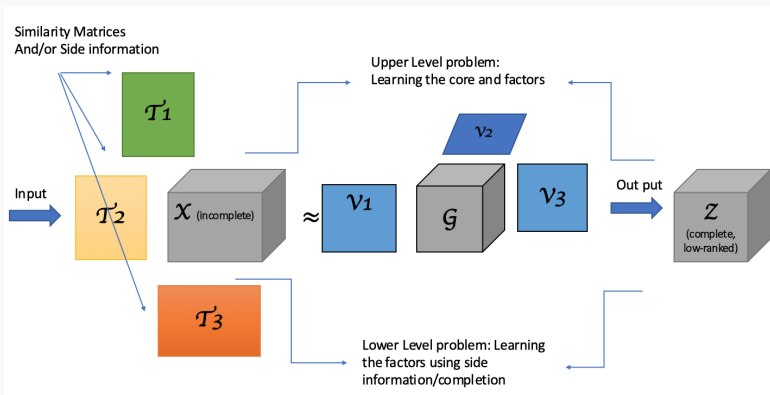 Similarity Matrices
And/or Side information
Upper Level problem:
Learning the core and factors
𝒯1
𝒱2
Input
𝒯2
𝒳 (incomplete)
≈
𝒱1
𝒢
𝒱3
Out put
𝒵
(complete,
low-ranked)
𝒯3
Lower Level problem: Learning
the factors using side
information/completion